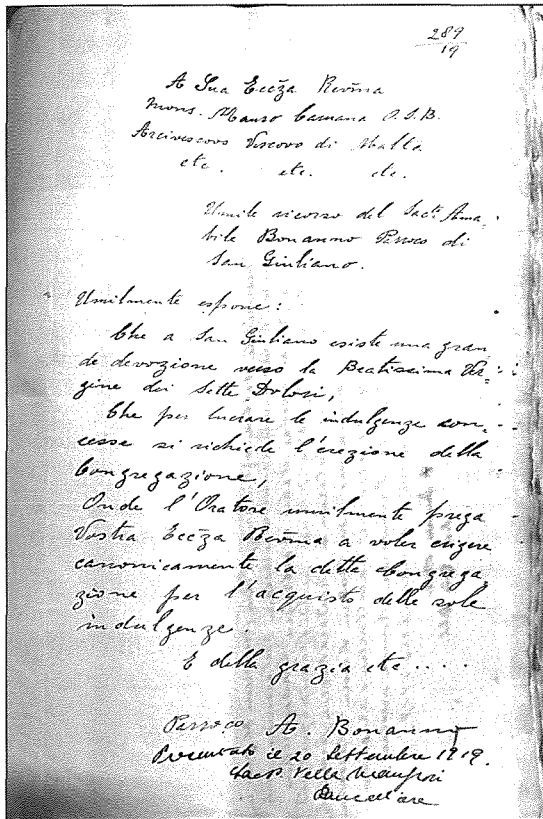 289
19
A Sua Eccza Revma
Mons. Mauro Caruana O.S.B.
Arcivescovo Vescovo di Malta
etc. etc. etc.
Umile ricorso del Sacte Ama-
bile Bonanno Parroco di
San Giuliano.
Umilmente espone:
Che a San Giuliano esiste una gran
de devozione verso la Beatissima Ver-
gine dei Sette Dolori,
Che per lucrare le indulgenze con-
cesse si richiede l'erezione della
Congregazione,
Onde l'Oratore umilmente prega
Vostra Eccza Revma a voler erigere
canonicamente la detta Congrega
zione per l'acquisto delle sole
indulgenze.
E della grazia etc.....
Parroco A. Bonanno
Presentato il 20 Settembre 1919.
Sac. Vella Mangion
Cancelliere